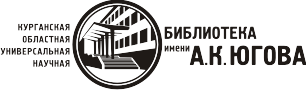 КУРГАНСКАЯ
ОБЛАСТНАЯ
УНИВЕРСАЛЬНАЯ
НАУЧНАЯ
БИБЛИОТЕКА
имени А.К.ЮГОВА